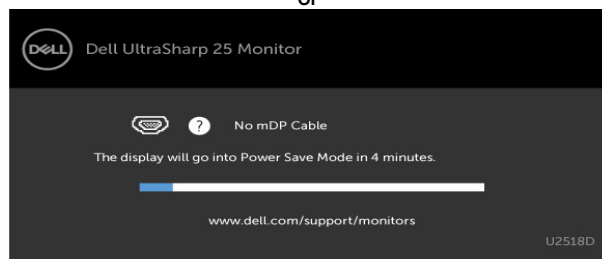 or
DELL
Dell UltraSharp 25 Monitor
? No mDP Cable
The display will go into Power Save Mode in 4 minutes.
www.dell.com/support/monitors
U2518D